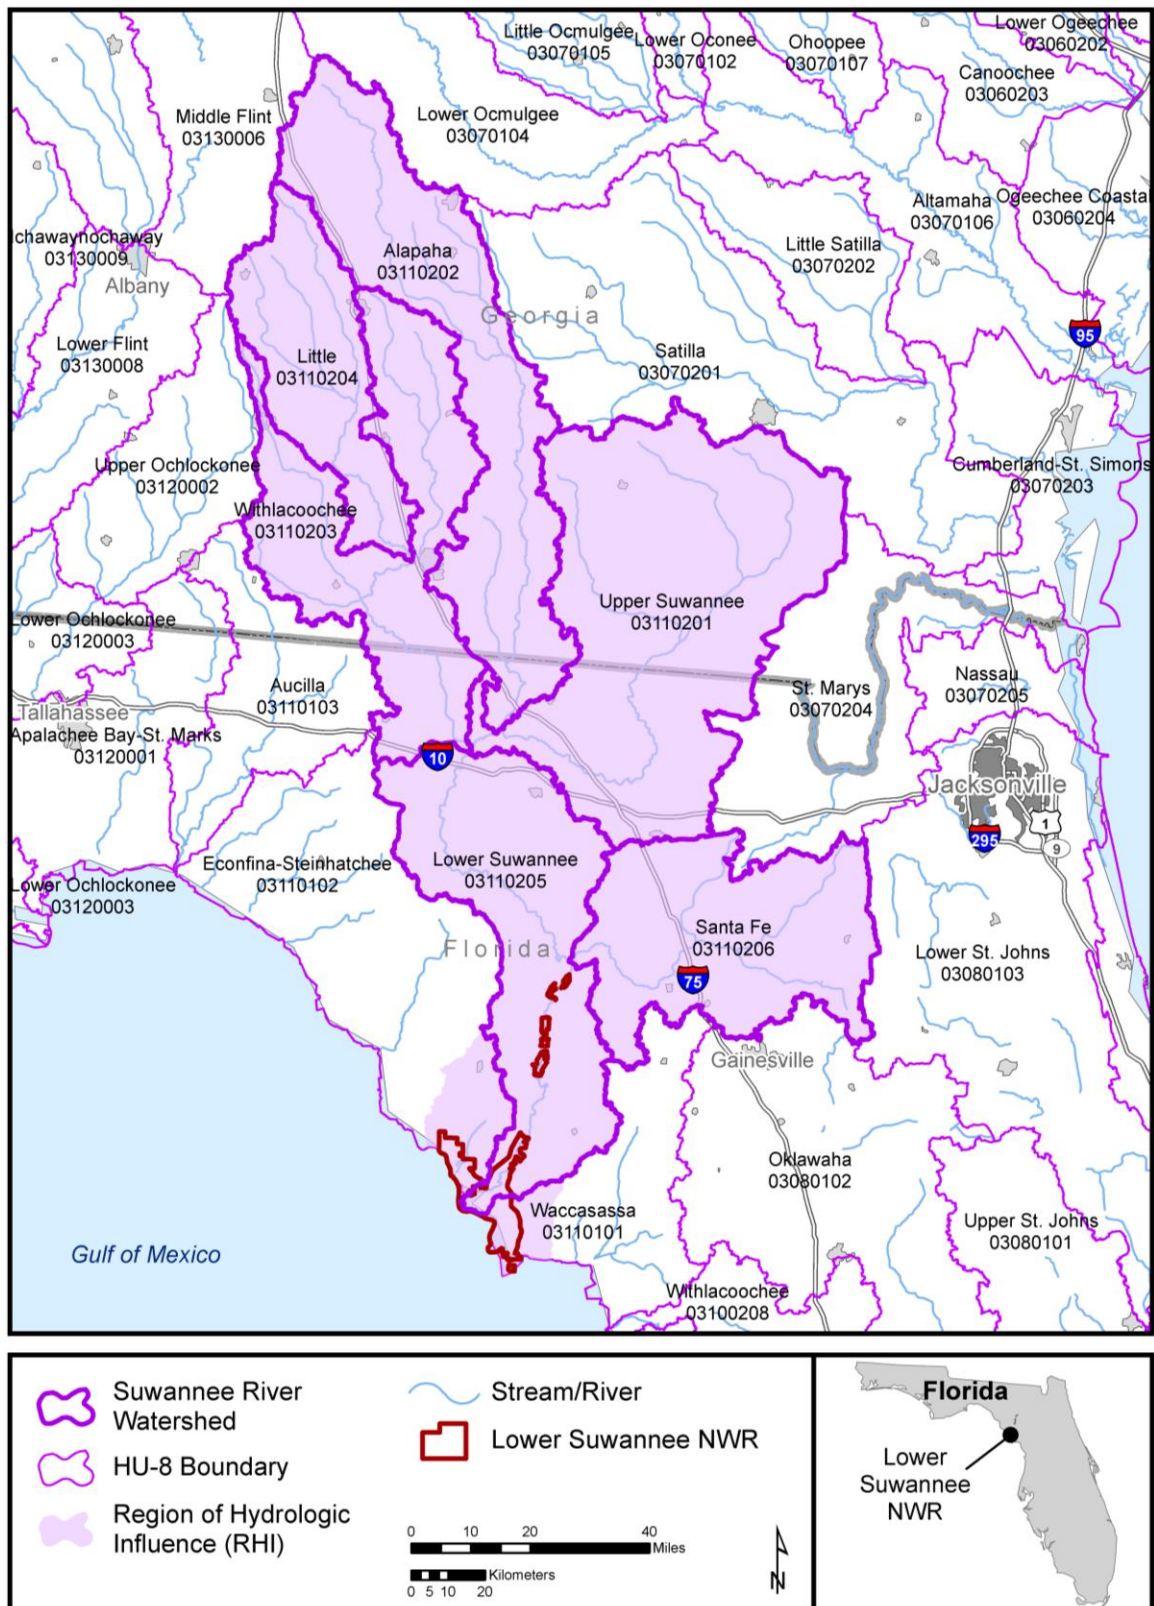 Little Ocmulgee
03070105
Lower Oconee
03070102
Ohoopee
03070107
Lower Ogeechee
03060202
Canoochee
03060203
Middle Flint
03130006
Lower Ocmulgee
03070104
Altamaha
03070106
Ogeechee Coastal
03060204
Ichawaynochaway
03130009
Albany
Alapaha
03110202
Little Satilla
03070202
Georgia
95
Lower Flint
03130008
Little
03110204
Satilla
03070201
Upper Ochlockonee
03120002
Cumberland-St. Simons
03070203
Withlacoochee
03110203
Upper Suwannee
03110201
Lower Ochlockonee
03120003
Aucilla
03110103
St. Marys
03070204
Nassau
03070205
Tallahassee
Apalachee Bay-St. Marks
03120001
10
Jacksonville
1
295
9
Econfina-Steinhatchee
03110102
Lower Suwannee
03110205
Lower Ochlockonee
03120003
Santa Fe
03110206
Florida
Lower St. Johns
03080103
75
Gainesville
Oklawaha
03080102
Waccasassa
03110101
Upper St. Johns
03080101
Gulf of Mexico
Withlacoochee
03100208
Suwannee River
Watershed
HU-8 Boundary
Region of Hydrologic
Influence (RHI)
Stream/River
Lower Suwannee NWR
0 10 20 40
Miles
Kilometers
0 5 10 20
N
Florida
Lower
Suwannee
NWR